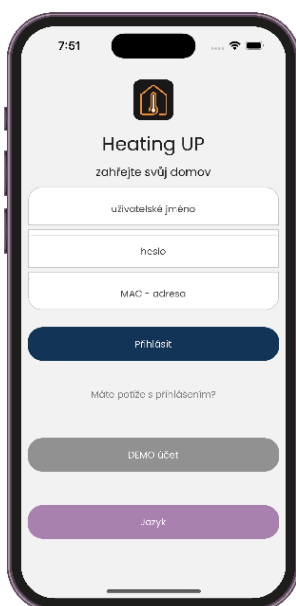 7:51
Heating UP
zahřejte svůj domov
uživatelské jméno
heslo
MAC - adresa
Přihlásit
Máte potíže s přihlášením?
DEMO účet
Jazyk